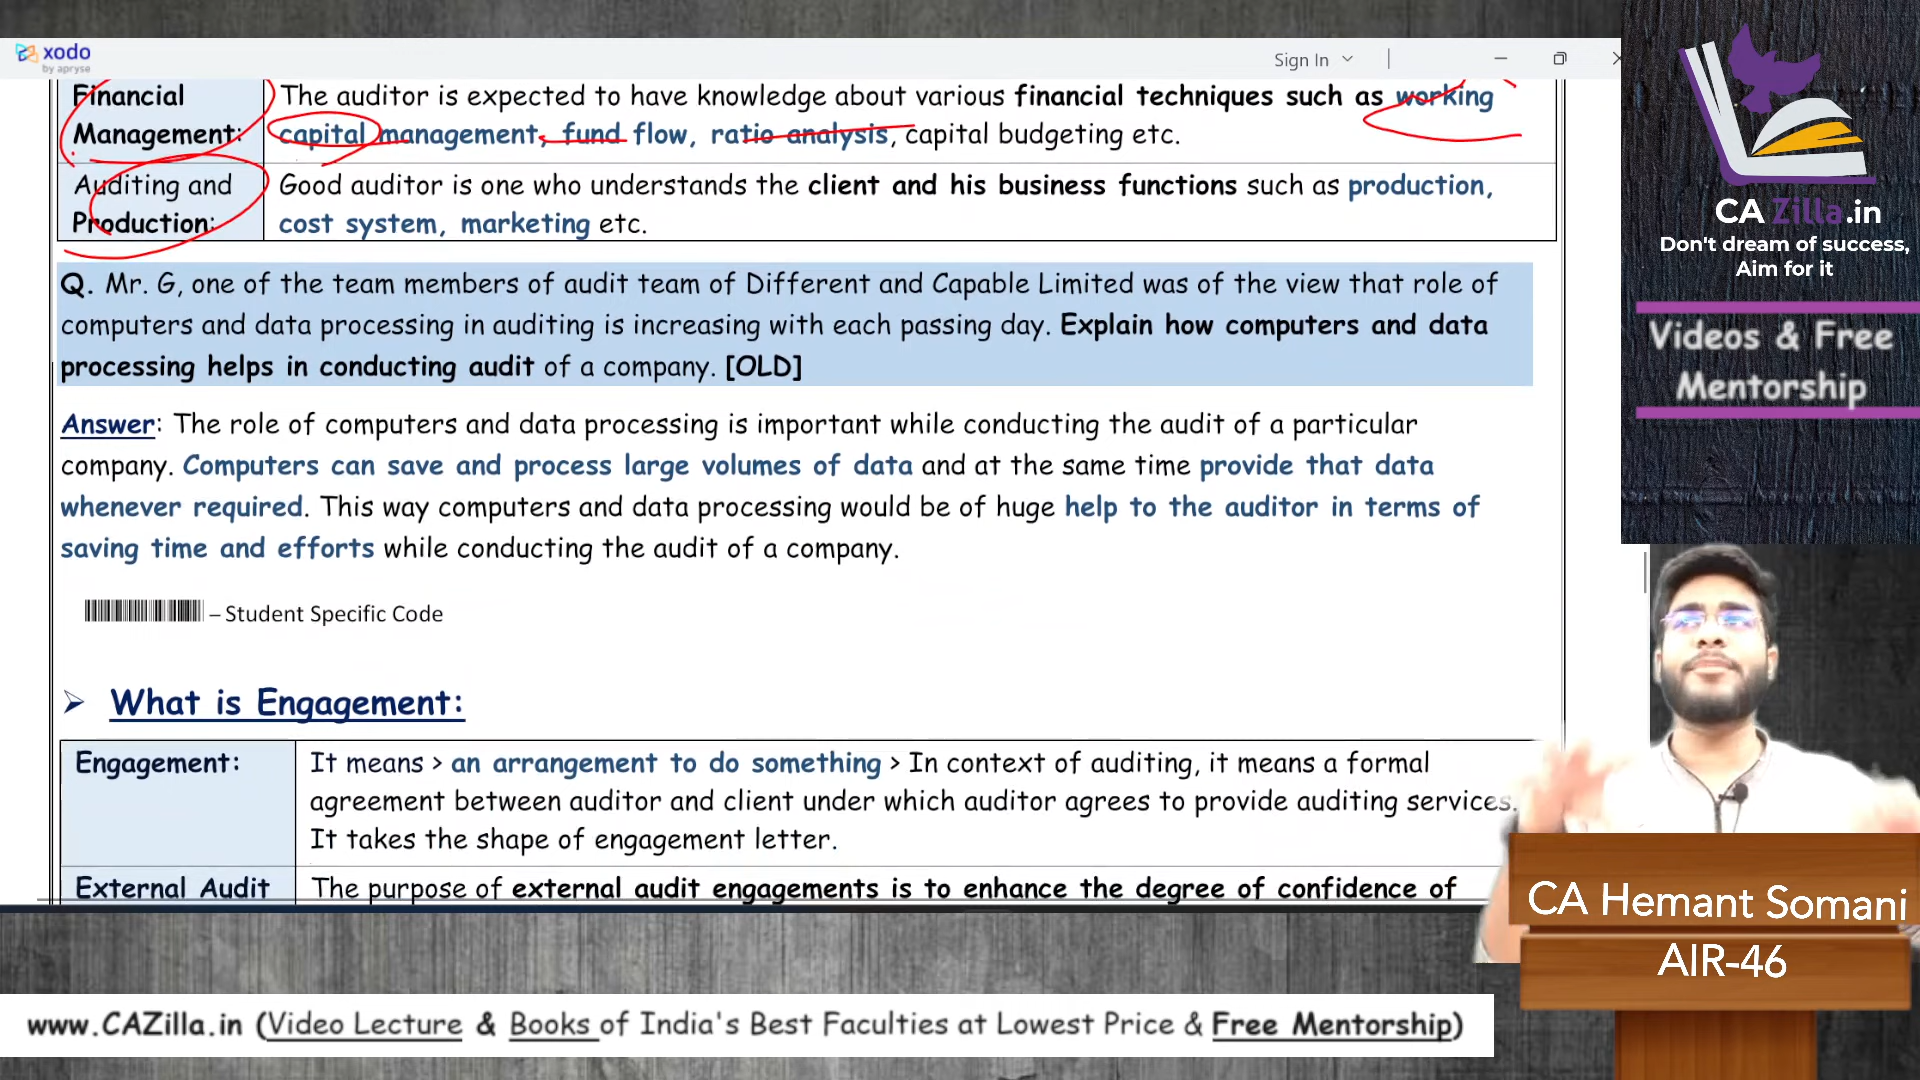 xodo
by apryse
Sign In
Financial Management:
The auditor is expected to have knowledge about various financial techniques such as working
capital management, fund flow, ratio analysis, capital budgeting etc.
Auditing and Production:
Good auditor is one who understands the client and his business functions such as production,
cost system, marketing etc.
Q. Mr. G, one of the team members of audit team of Different and Capable Limited was of the view that role of
computers and data processing in auditing is increasing with each passing day. Explain how computers and data
processing helps in conducting audit of a company. [OLD]
Answer: The role of computers and data processing is important while conducting the audit of a particular
company. Computers can save and process large volumes of data and at the same time provide that data
whenever required. This way computers and data processing would be of huge help to the auditor in terms of
saving time and efforts while conducting the audit of a company.
– Student Specific Code
➢ What is Engagement:
Engagement:
It means > an arrangement to do something > In context of auditing, it means a formal
agreement between auditor and client under which auditor agrees to provide auditing services.
It takes the shape of engagement letter.
External Audit
The purpose of external audit engagements is to enhance the degree of confidence of
CA Zilla.in
Don't dream of success,
Aim for it
Videos & Free
Mentorship
CA Hemant Somani
AIR-46
www.CAZilla.in (Video Lecture & Books of India's Best Faculties at Lowest Price & Free Mentorship)